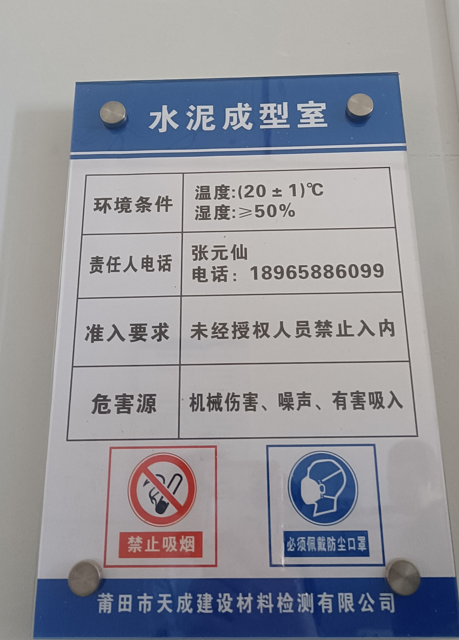 水泥成型室
环境条件
温度:(20±1)℃
湿度:≥50%
责任人电话
张元仙
电话：18965886099
准入要求
未经授权人员禁止入内
危害源
机械伤害、噪声、有害吸入
禁止吸烟
必须佩戴防尘口罩
莆田市天成建设材料检测有限公司